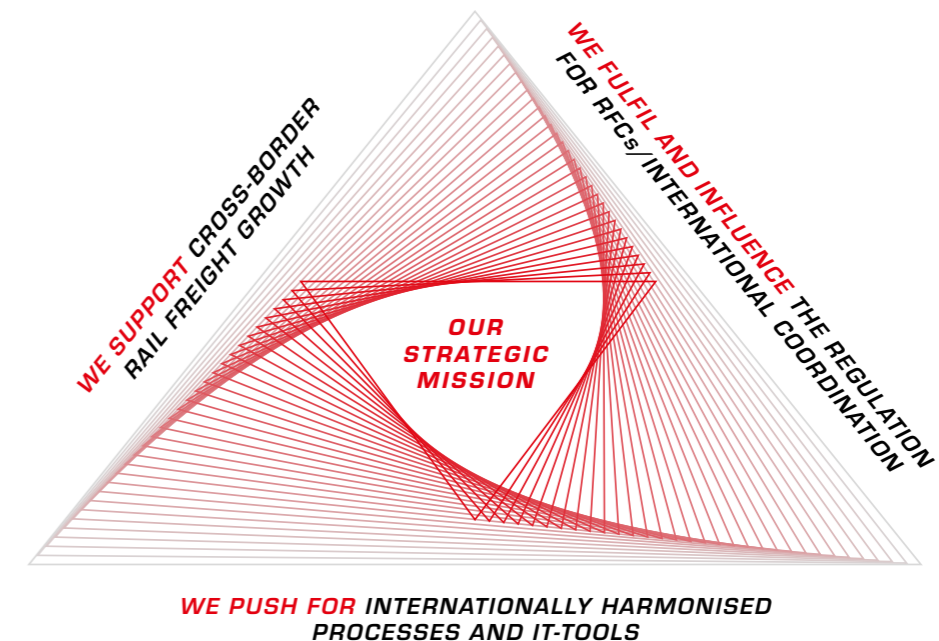 WE SUPPORT CROSS-BORDER
RAIL FREIGHT GROWTH
WE FULFIL AND INFLUENCE THE REGULATION
FOR RFCs/INTERNATIONAL COORDINATION
OUR
STRATEGIC
MISSION
WE PUSH FOR INTERNATIONALLY HARMONISED
PROCESSES AND IT-TOOLS